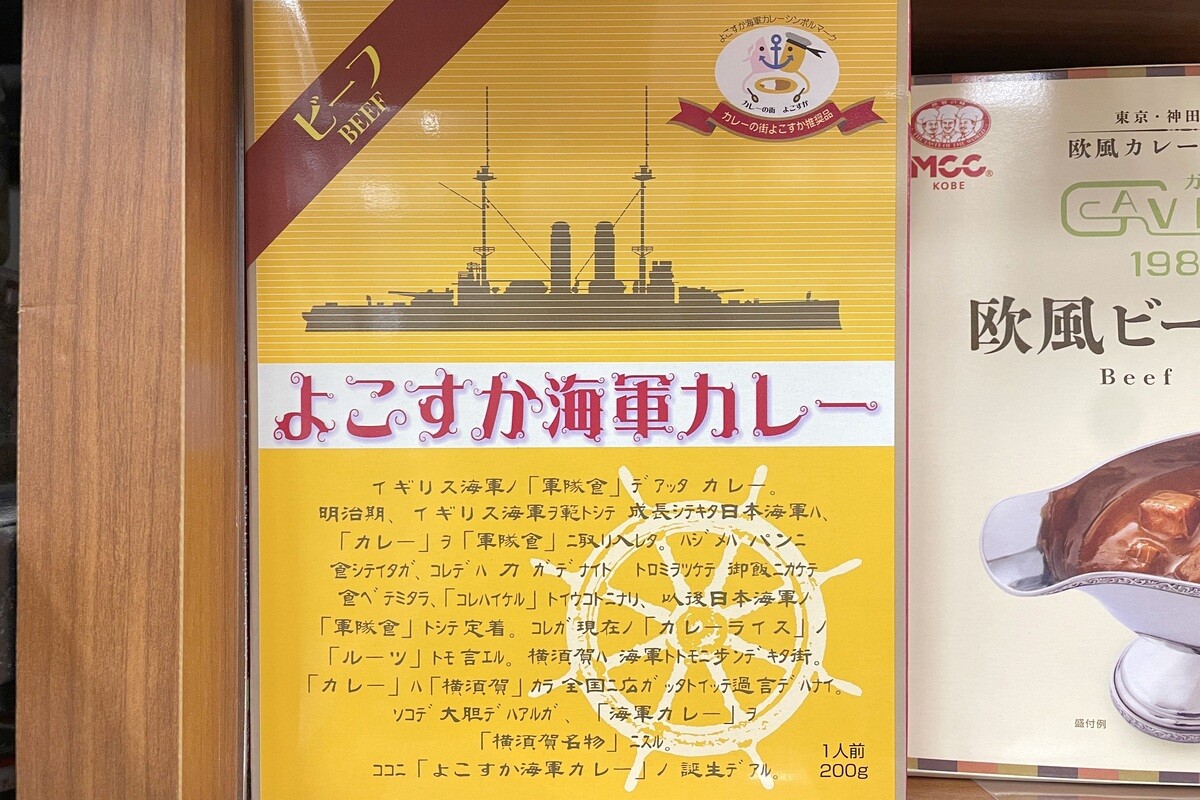 ビーフ
BEEF
よこすか海軍カレーシンボルマーク
カレーの街 よこすか
カレーの街よこすか推奨品
よこすか海軍カレー
イギリス海軍ノ「軍隊食」デアッタ カレー。
明治期、イギリス海軍ヲ範トシテ 成長シテキタ日本海軍ハ、
「カレー」ヲ「軍隊食」ニ取リ入レタ。ハジメハ パンニ
食シテイタガ、コレデハ 力 ガデナイト トロミヲツケテ 御飯ニカケテ
食ベテミタラ、「コレハイケル」トイウコトニナリ、以後日本海軍ノ
「軍隊食」トシテ定着。コレガ現在ノ「カレーライス」ノ
「ルーツ」トモ言エル。横須賀ハ 海軍トトモニ歩ンデキタ街。
「カレー」ハ「横須賀」カラ 全国ニ広ガッタトイッテ過言デハナイ。
ソコデ 大胆デハアルガ、「海軍カレー」ヲ
「横須賀名物」ニスル。
ココニ「よこすか海軍カレー」ノ 誕生デアル。
1人前
200g
MCC
KOBE
東京・神田
欧風カレー
ガ
CAV
198
欧風ビー
Beef
盛付例